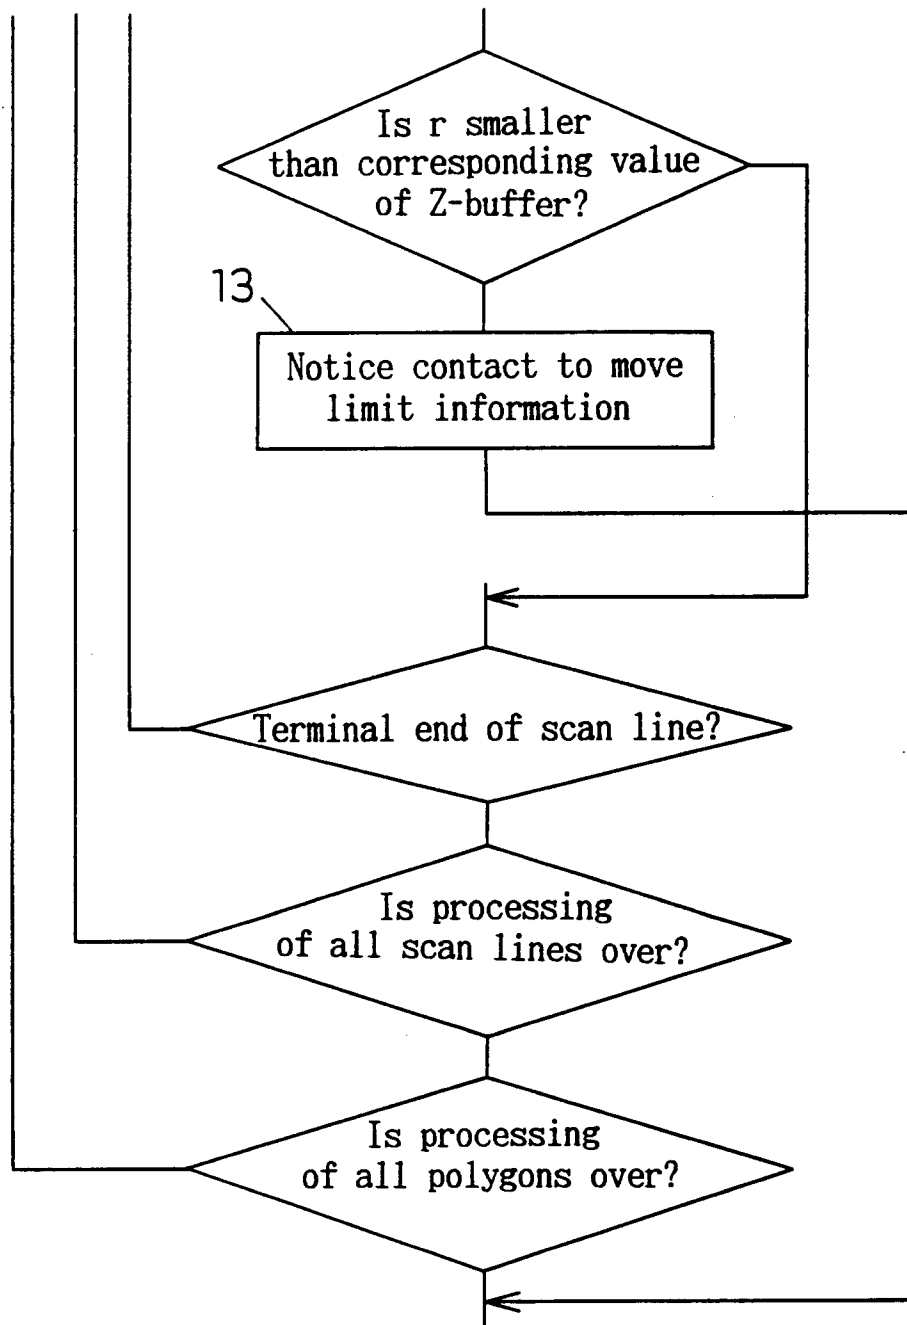 Is r smaller
than corresponding value
of Z-buffer?
13
Notice contact to move
limit information
Terminal end of scan line?
Is processing
of all scan lines over?
Is processing
of all polygons over?